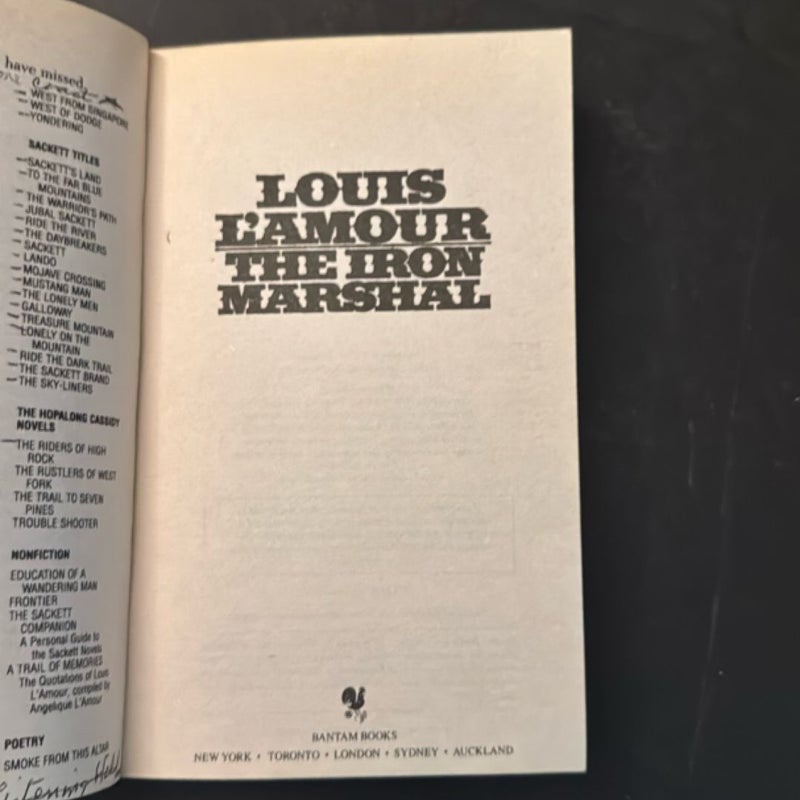 have missed
WEST FROM SINGAPORE
WEST OF DODGE
YONDERING
SACKETT TITLES
SACKETT'S LAND
TO THE FAR BLUE
MOUNTAINS
THE WARRIOR'S PATH
JUBAL SACKETT
RIDE THE RIVER
THE DAYBREAKERS
SACKETT
LANDO
MOJAVE CROSSING
MUSTANG MAN
THE LONELY MEN
GALLOWAY
TREASURE MOUNTAIN
LONELY ON THE
MOUNTAIN
RIDE THE DARK TRAIL
THE SACKETT BRAND
THE SKY-LINERS
THE HOPALONG CASSIDY
NOVELS
THE RIDERS OF HIGH
ROCK
THE RUSTLERS OF WEST
FORK
THE TRAIL TO SEVEN
PINES
TROUBLE SHOOTER
NONFICTION
EDUCATION OF A
WANDERING MAN
FRONTIER
THE SACKETT
COMPANION
A Personal Guide to
the Sackett Novels
A TRAIL OF MEMORIES
The Quotations of Louis
L'Amour, compiled by
Angelique L'Amour
POETRY
SMOKE FROM THIS ALTAR
LOUIS
L'AMOUR
THE IRON
MARSHAL
BANTAM BOOKS
NEW YORK • TORONTO • LONDON • SYDNEY • AUCKLAND